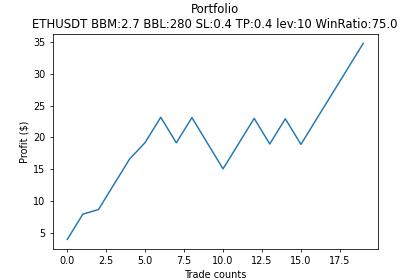 Portfolio
ETHUSDT BBM:2.7 BBL:280 SL:0.4 TP:0.4 lev:10 WinRatio:75.0
35
30
25
20
15
10
5
Profit ($)
0.0 2.5 5.0 7.5 10.0 12.5 15.0 17.5
Trade counts